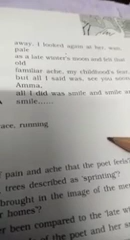 away, I looked again at her, wan,
pale
as a late winter's moon and felt that
old
familiar ache, my childhood's fear,
but all I said was, see you soon,
Amma,
all I did was smile and smile and
smile......
race, running
pain and ache that the poet feels?
trees described as 'sprinting'?
brought in the image of the mer
homes'?
been compared to the 'late w
of the poet and her